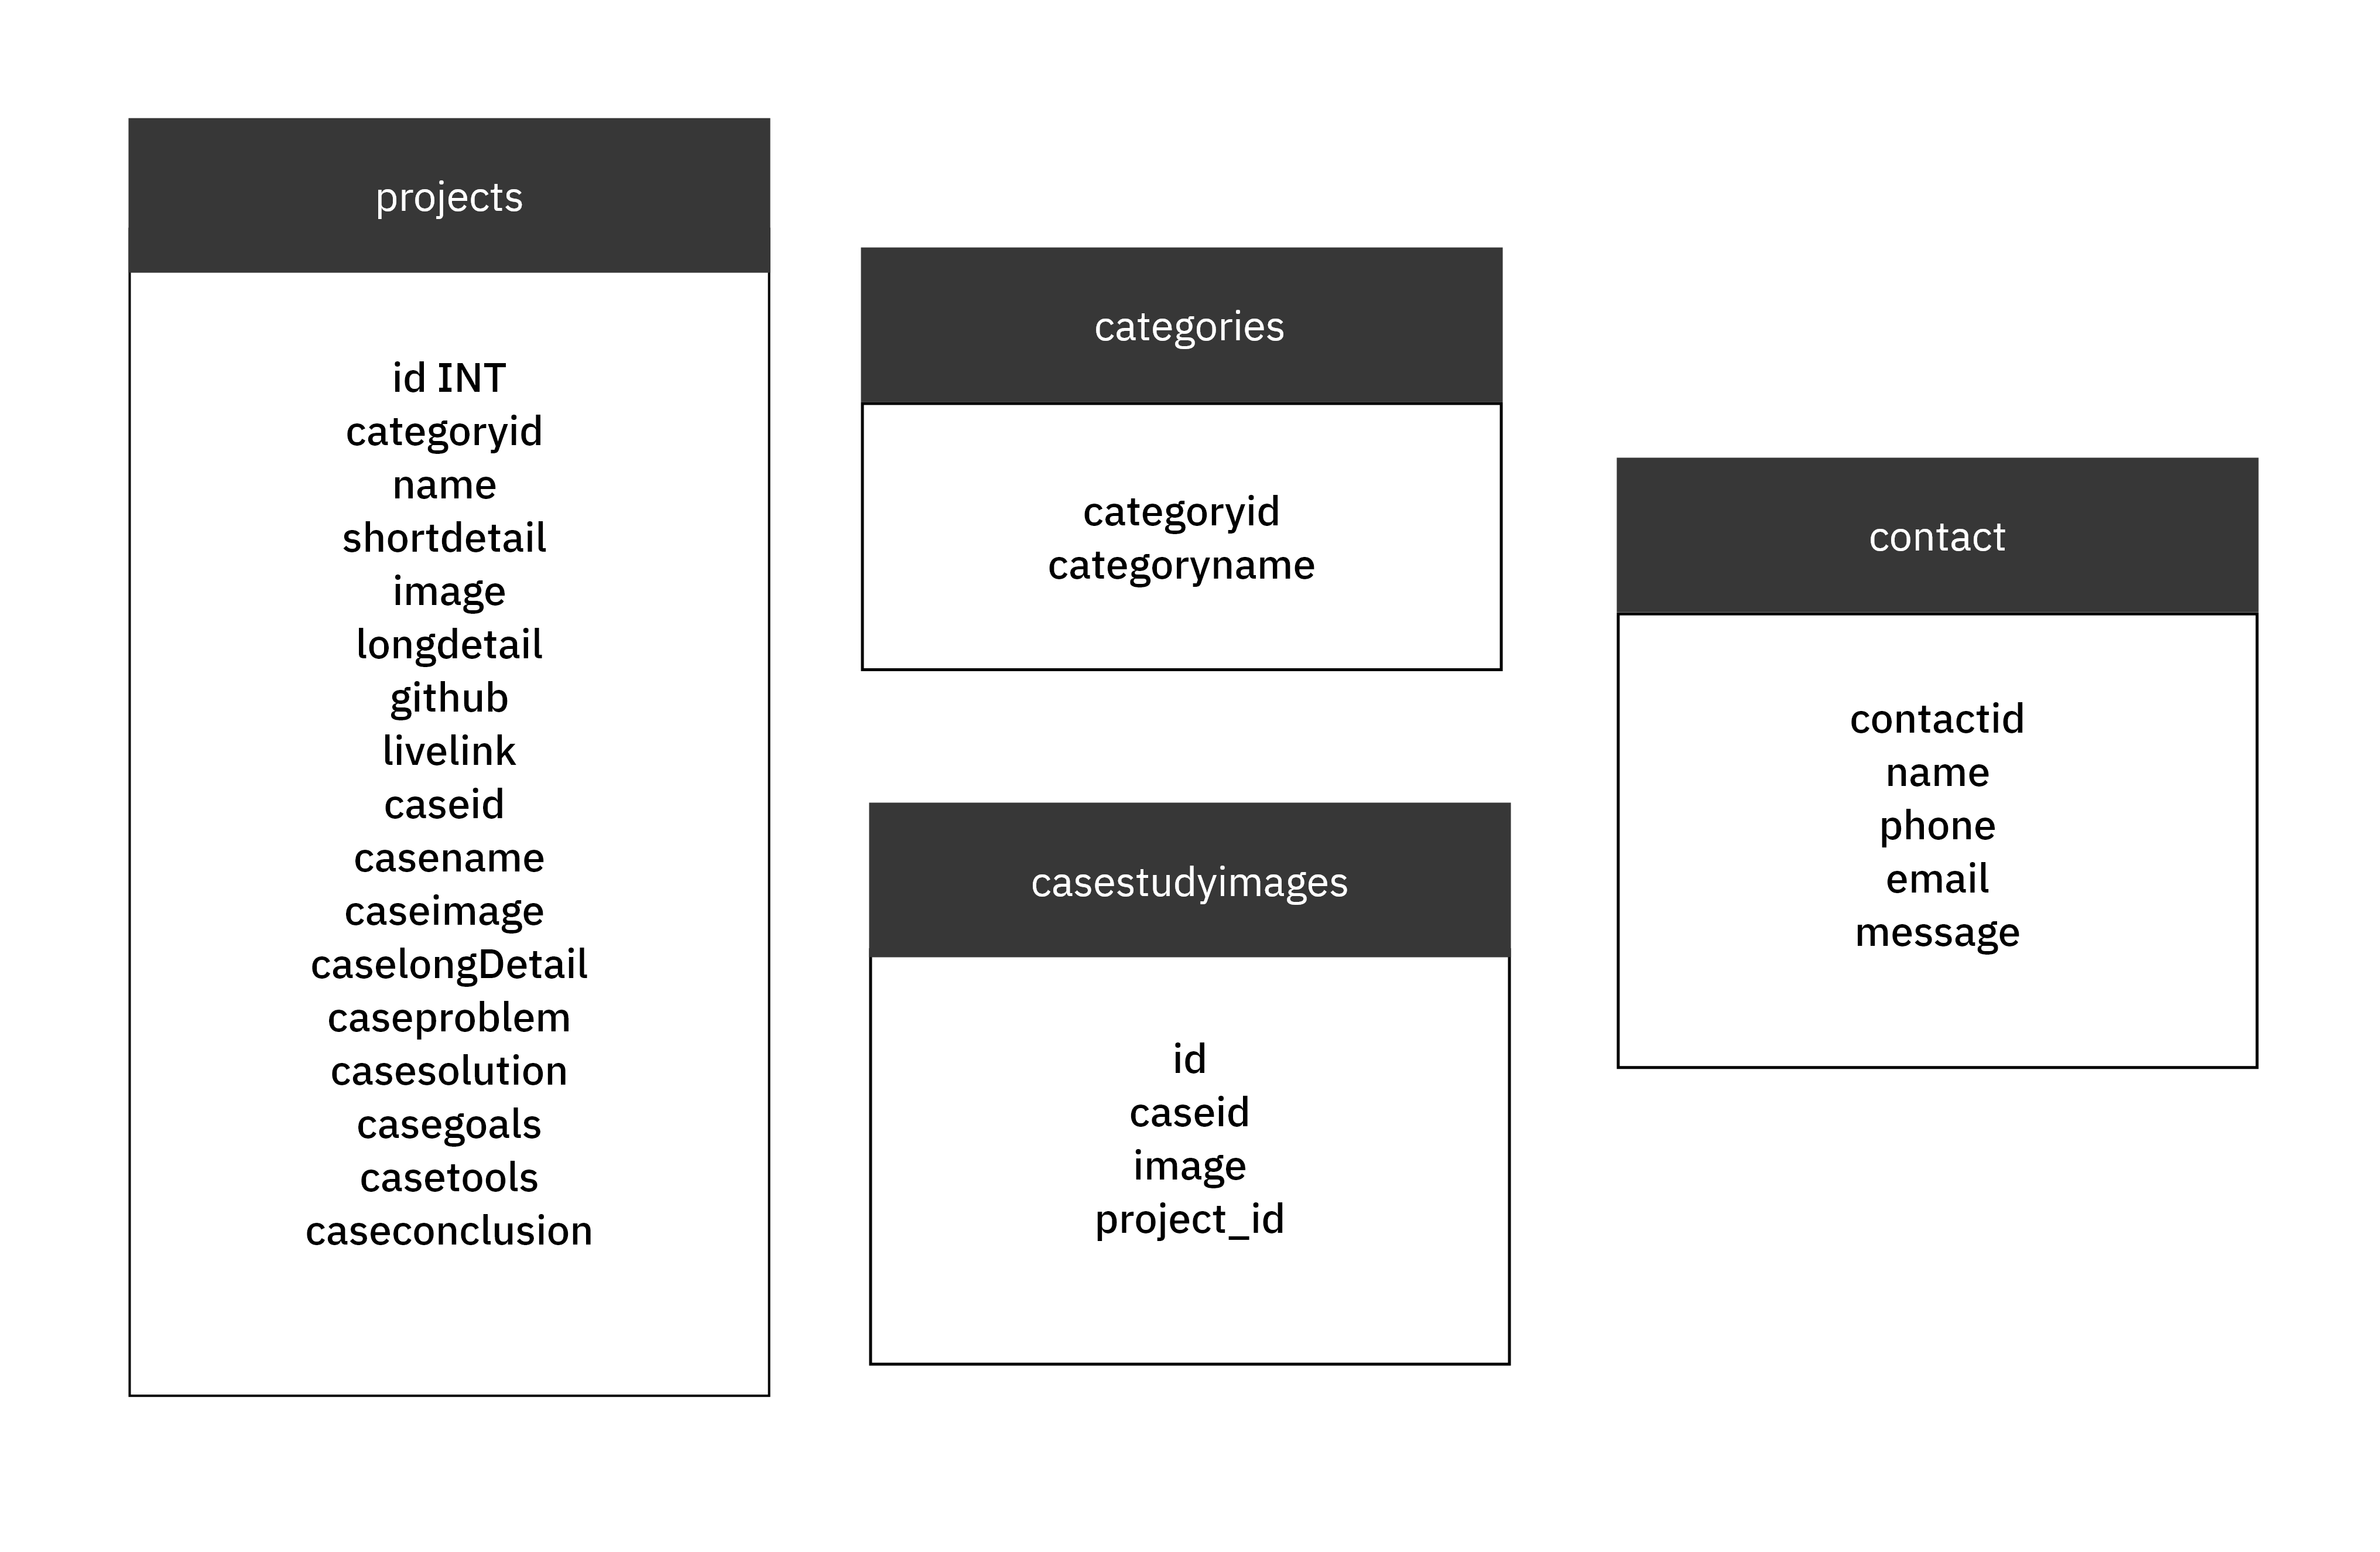 projects
id INT
categoryid
name
shortdetail
image
longdetail
github
livelink
caseid
casename
caseimage
caselongDetail
caseproblem
casesolution
casegoals
casetools
caseconclusion
categories
categoryid
categoryname
casestudyimages
id
caseid
image
project_id
contact
contactid
name
phone
email
message